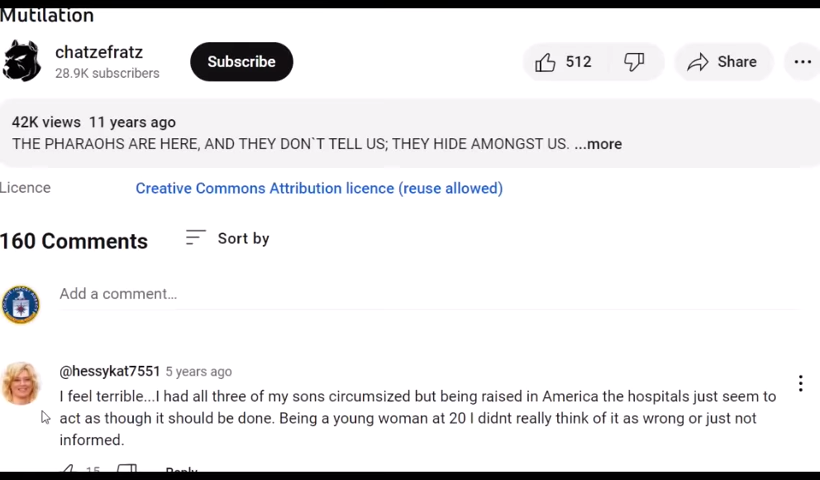 Mutilation
chatzefratz
28.9K subscribers
Subscribe
512
Share
42K views 11 years ago
THE PHARAOHS ARE HERE, AND THEY DON`T TELL US; THEY HIDE AMONGST US. ...more
Licence
Creative Commons Attribution licence (reuse allowed)
160 Comments
Sort by
Add a comment...
@hessykat7551 5 years ago
I feel terrible...I had all three of my sons circumsized but being raised in America the hospitals just seem to
act as though it should be done. Being a young woman at 20 I didnt really think of it as wrong or just not
informed.
15
Reply